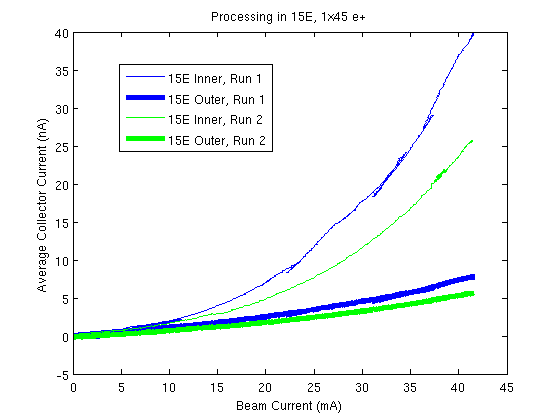 Processing in 15E, 1x45 e+
40
35
30
25
20
15
10
5
0
−5
Average Collector Current (nA)
15E Inner, Run 1
15E Outer, Run 1
15E Inner, Run 2
15E Outer, Run 2
0 5 10 15 20 25 30 35 40 45
Beam Current (mA)